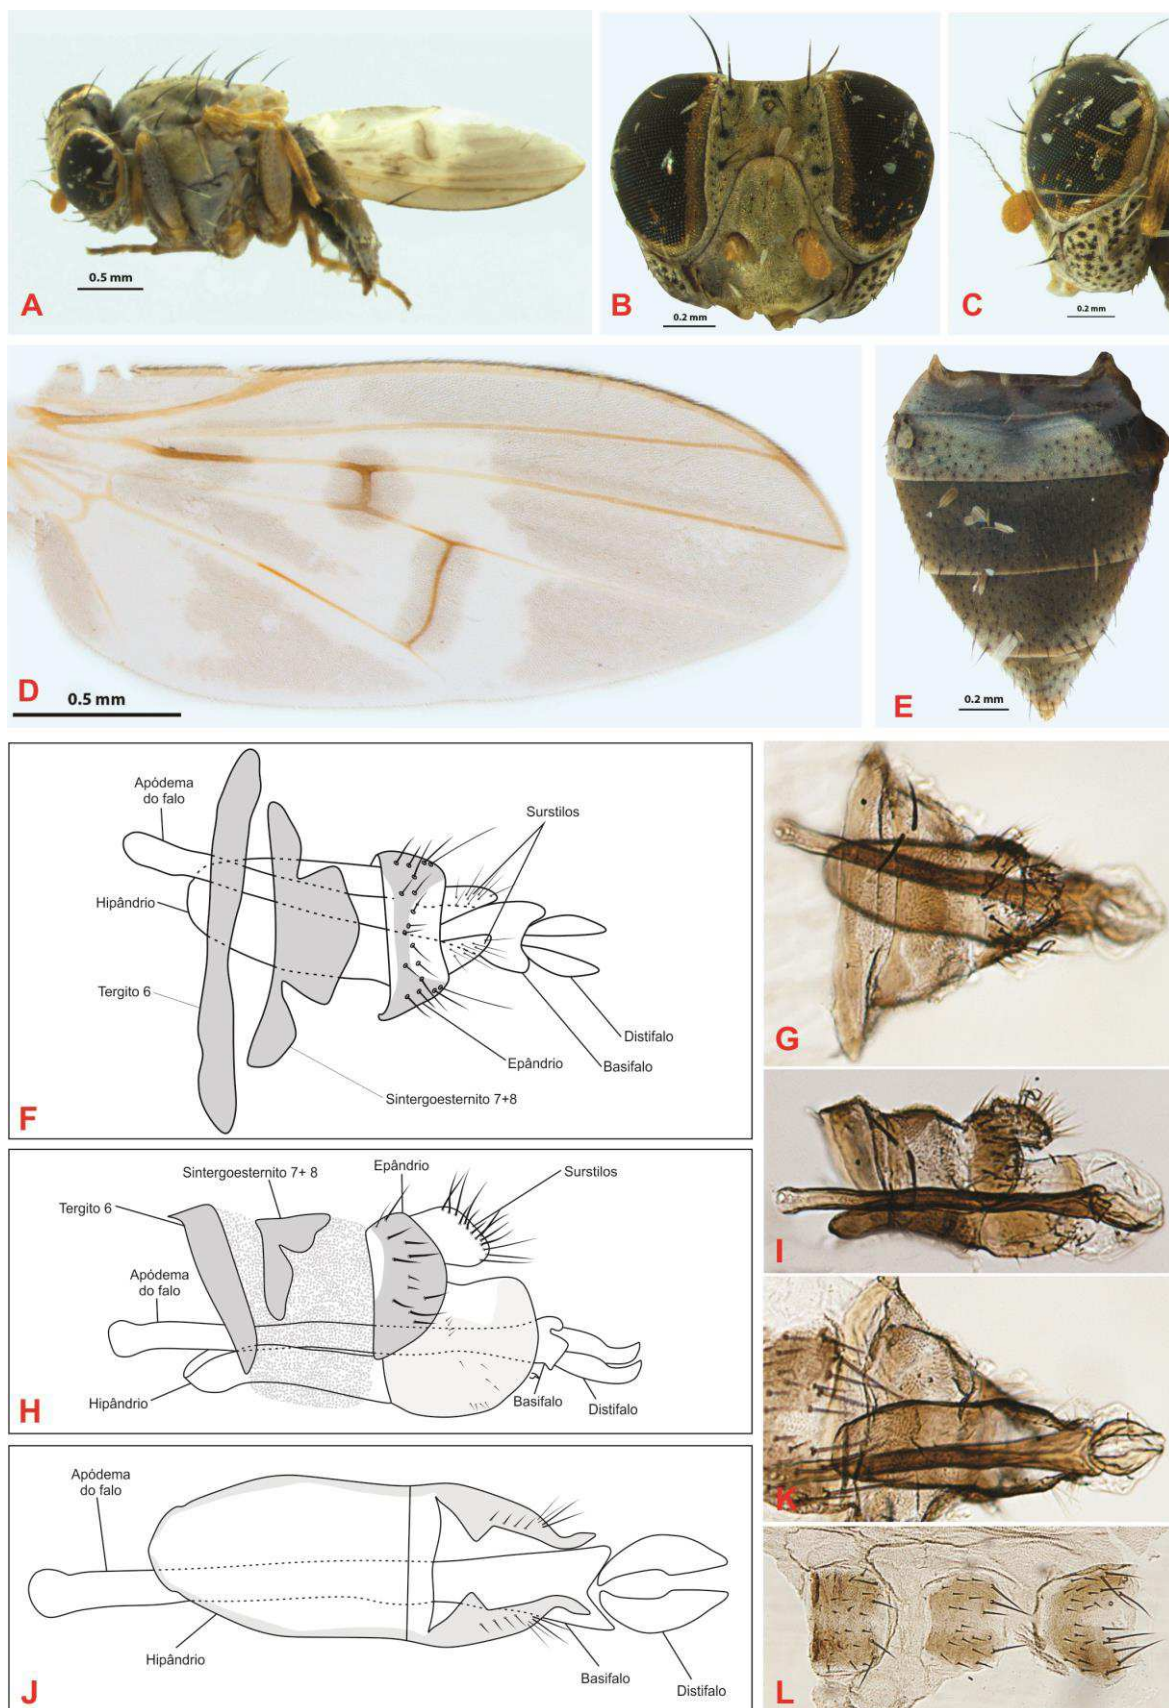 0.5 mm
A
0.2 mm
B
0.2 mm
C
0.5 mm
D
0.2 mm
E
Apódema
do falo
Surstilos
Hipândrio
Tergito 6
Distifalo
Epândrio
Basifalo
Sintergoesternito 7+8
F
G
Sintergoesternito 7+ 8
Epândrio
Surstilos
Tergito 6
Apódema
do falo
Hipândrio
Basifalo
Distifalo
H
I
Apódema
do falo
Hipândrio
Basifalo
Distifalo
J
K
L